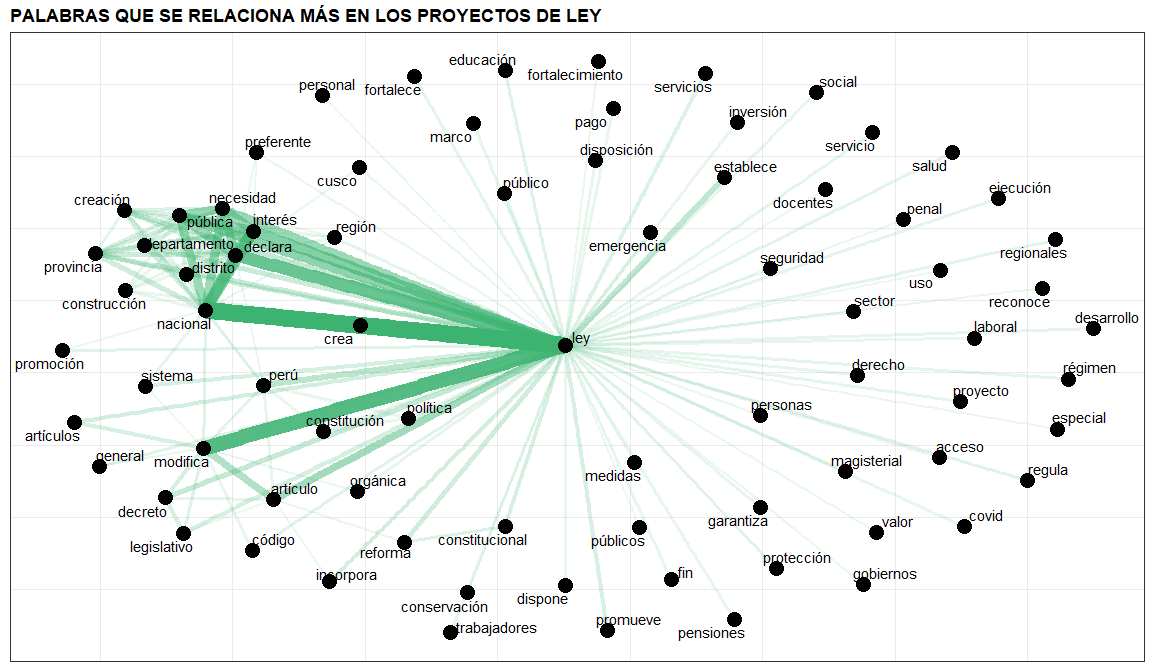 PALABRAS QUE SE RELACIONA MÁS EN LOS PROYECTOS DE LEY
educación
fortalecimiento
personal
fortalece
servicios
social
inversión
pago
marco
preferente
disposición
servicio
salud
cusco
público
establece
ejecución
creación
necesidad
docentes
pública
interés
región
penal
departamento
declara
emergencia
regionales
provincia
distrito
seguridad
uso
construcción
sector
reconoce
nacional
crea
ley
laboral
desarrollo
promoción
sistema
perú
derecho
régimen
proyecto
artículos
constitución
política
personas
especial
general
modifica
acceso
medidas
magisterial
regula
decreto
artículo
orgánica
garantiza
valor
covid
legislativo
código
reforma
constitucional
públicos
protección
incorpora
fin
gobiernos
conservación
dispone
trabajadores
promueve
pensiones